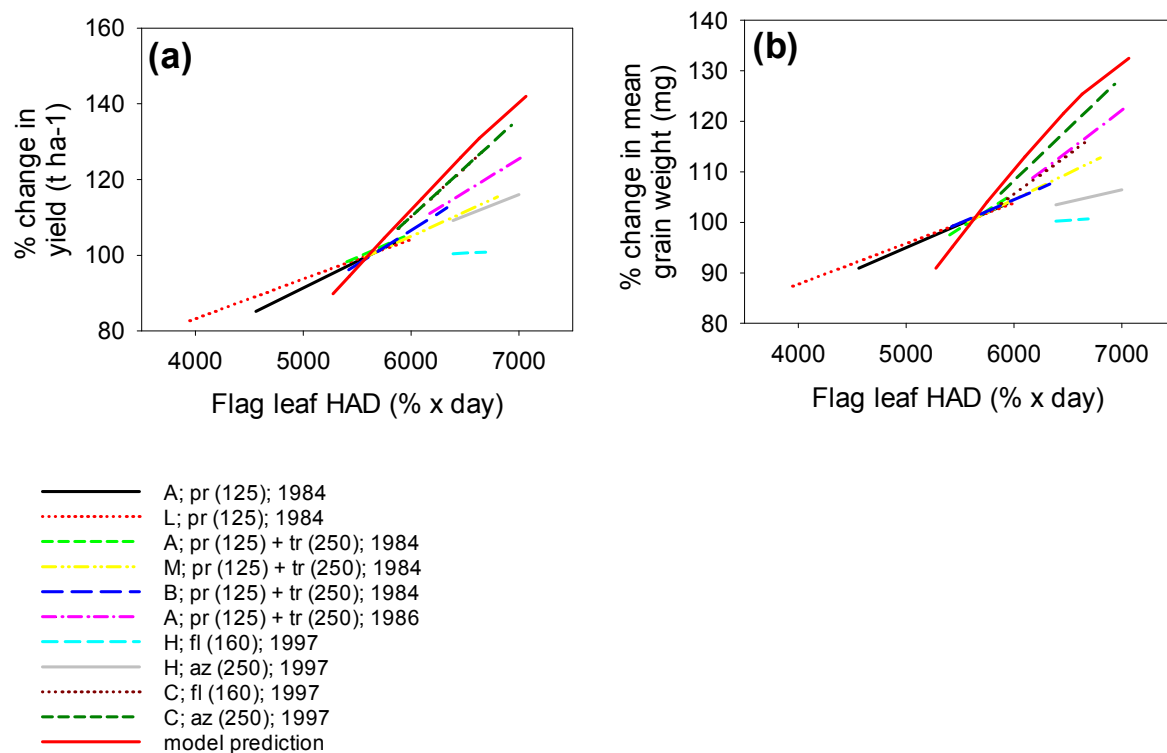 (a)
% change in
yield (t ha-1)
160
140
120
100
80
4000 5000 6000 7000
Flag leaf HAD (% x day)
(b)
% change in mean
grain weight (mg)
140
130
120
110
100
90
80
4000 5000 6000 7000
Flag leaf HAD (% x day)
A; pr (125); 1984
L; pr (125); 1984
A; pr (125) + tr (250); 1984
M; pr (125) + tr (250); 1984
B; pr (125) + tr (250); 1984
A; pr (125) + tr (250); 1986
H; fl (160); 1997
H; az (250); 1997
C; fl (160); 1997
C; az (250); 1997
model prediction